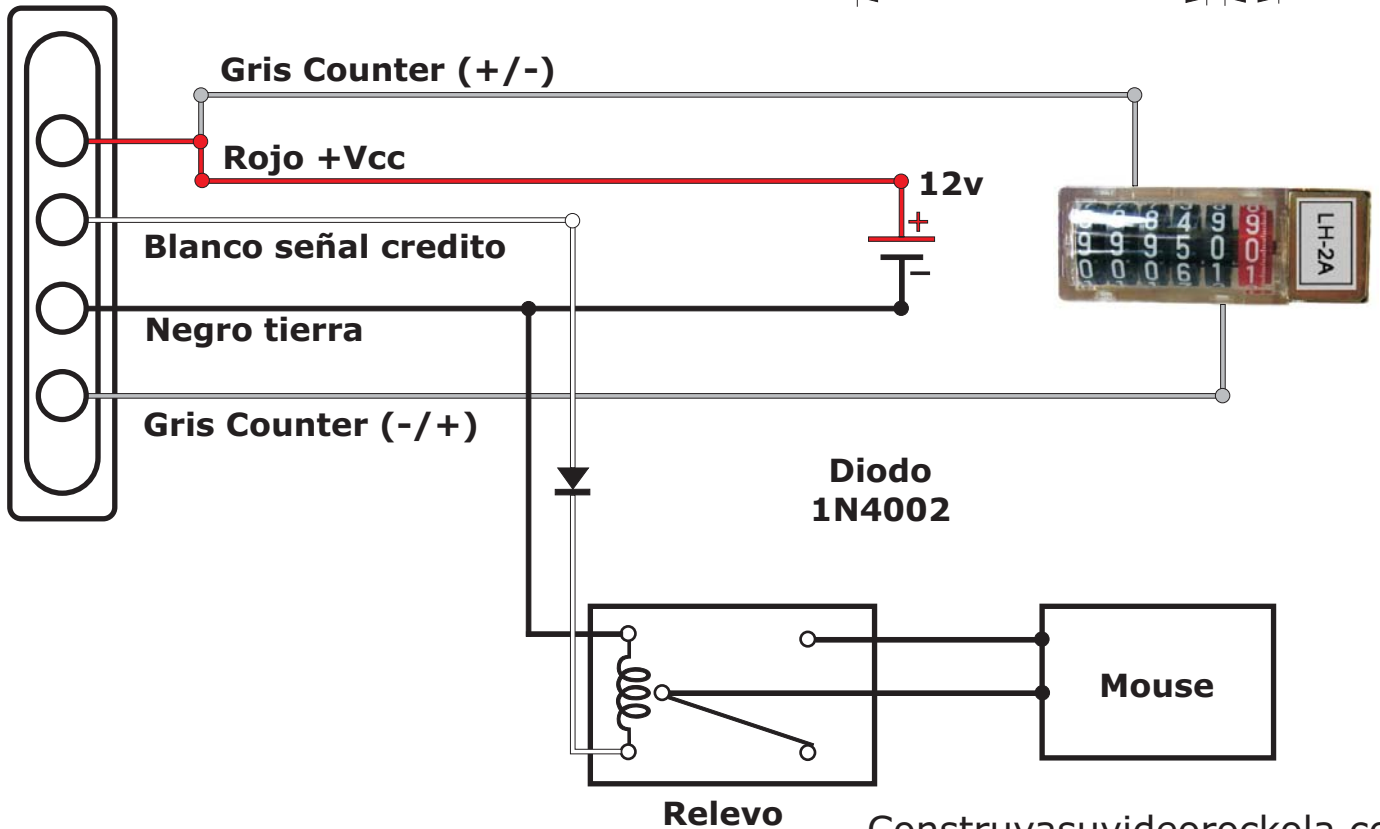 Gris Counter (+/-)
Rojo +Vcc
12v
+
−
Blanco señal credito
Negro tierra
Gris Counter (-/+)
LH-2A
Diodo
1N4002
Mouse
Relevo